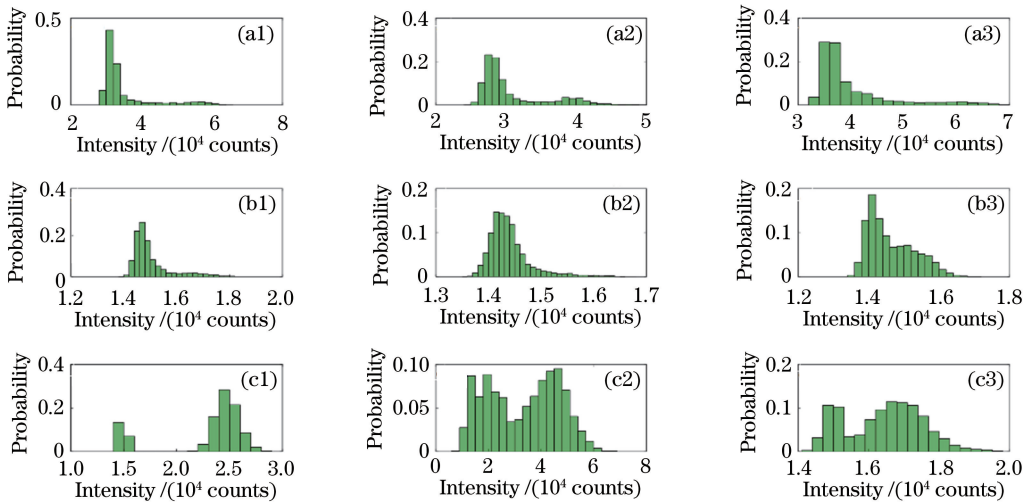 Probability
0.5
0
(a1)
2 4 6 8
Intensity /(10⁴ counts)
Probability
0.4
0.2
0
(a2)
2 3 4 5
Intensity /(10⁴ counts)
Probability
0.4
0.2
0
(a3)
3 4 5 6 7
Intensity /(10⁴ counts)
Probability
0.4
0.2
0
(b1)
1.2 1.4 1.6 1.8 2.0
Intensity /(10⁴ counts)
Probability
0.2
0.1
0
(b2)
1.3 1.4 1.5 1.6 1.7
Intensity /(10⁴ counts)
Probability
0.2
0.1
0
(b3)
1.2 1.4 1.6 1.8
Intensity /(10⁴ counts)
Probability
0.4
0.2
0
(c1)
1.0 1.5 2.0 2.5 3.0
Intensity /(10⁴ counts)
Probability
0.10
0.05
0
(c2)
0 2 4 6 8
Intensity /(10⁴ counts)
Probability
0.2
0.1
0
(c3)
1.4 1.6 1.8 2.0
Intensity /(10⁴ counts)